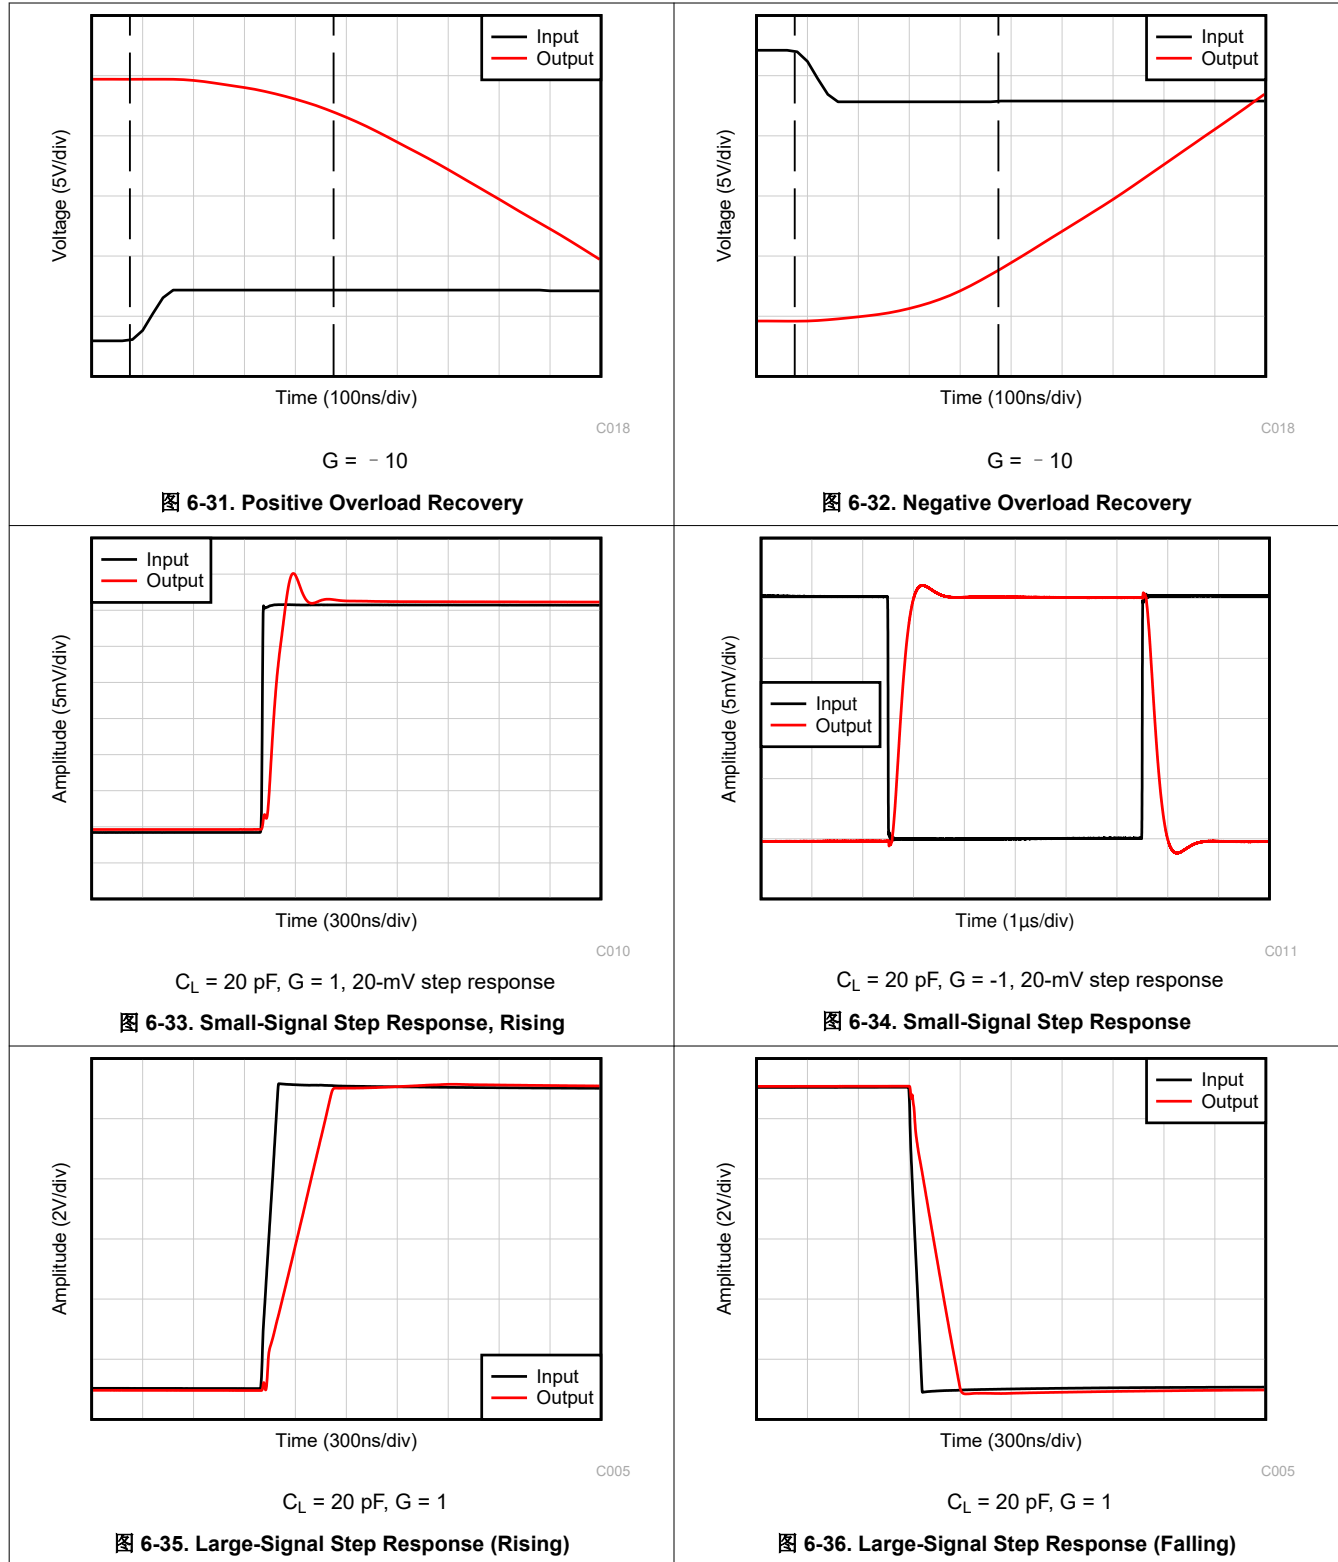 Input
Output
Voltage (5V/div)
Time (100ns/div)
C018
G = － 10
图 6-31. Positive Overload Recovery
Input
Output
Voltage (5V/div)
Time (100ns/div)
C018
G = － 10
图 6-32. Negative Overload Recovery
Input
Output
Amplitude (5mV/div)
Time (300ns/div)
C010
C_L = 20 pF, G = 1, 20-mV step response
图 6-33. Small-Signal Step Response, Rising
Input
Output
Amplitude (5mV/div)
Time (1μs/div)
C011
C_L = 20 pF, G = -1, 20-mV step response
图 6-34. Small-Signal Step Response
Input
Output
Amplitude (2V/div)
Time (300ns/div)
C005
C_L = 20 pF, G = 1
图 6-35. Large-Signal Step Response (Rising)
Input
Output
Amplitude (2V/div)
Time (300ns/div)
C005
C_L = 20 pF, G = 1
图 6-36. Large-Signal Step Response (Falling)